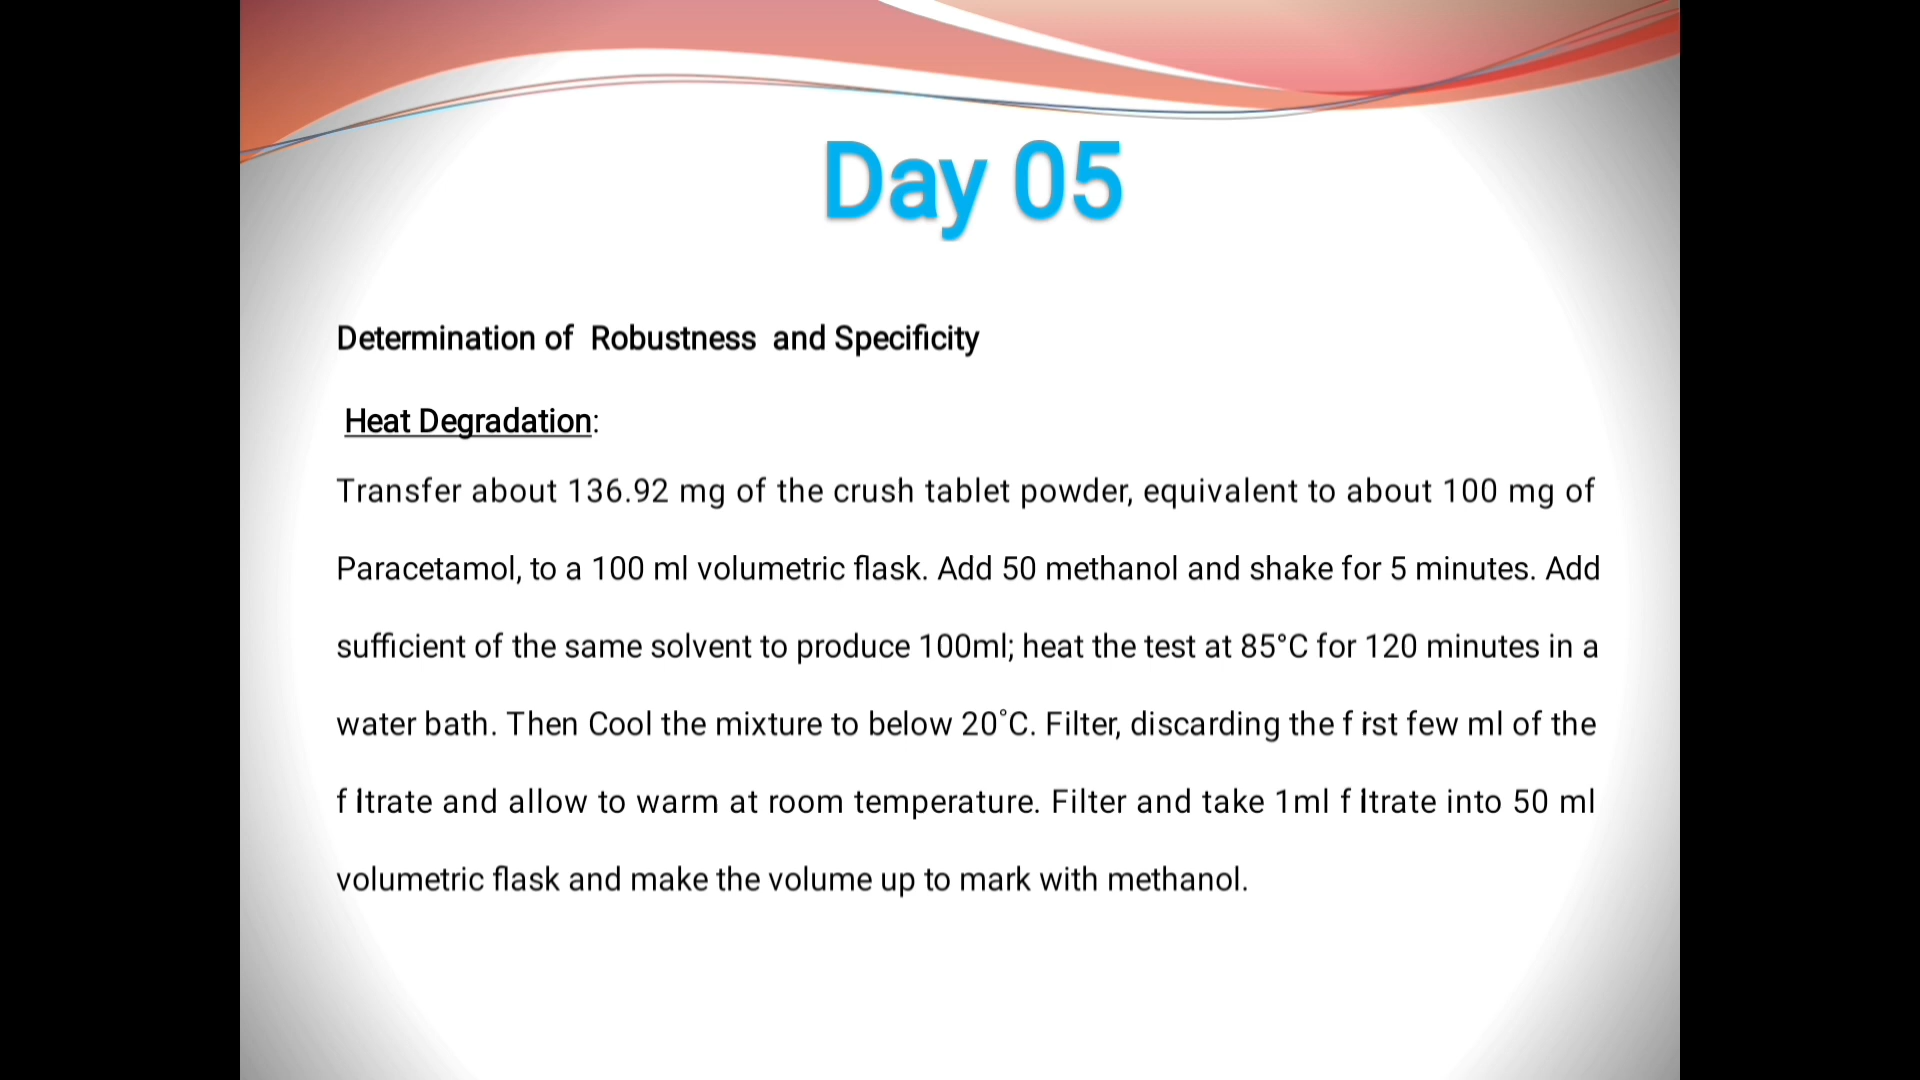 Day 05
Determination of Robustness and Specificity
Heat Degradation:
Transfer about 136.92 mg of the crush tablet powder, equivalent to about 100 mg of
Paracetamol, to a 100 ml volumetric flask. Add 50 methanol and shake for 5 minutes. Add
sufficient of the same solvent to produce 100ml; heat the test at 85°C for 120 minutes in a
water bath. Then Cool the mixture to below 20˚C. Filter, discarding the first few ml of the
filtrate and allow to warm at room temperature. Filter and take 1ml filtrate into 50 ml
volumetric flask and make the volume up to mark with methanol.